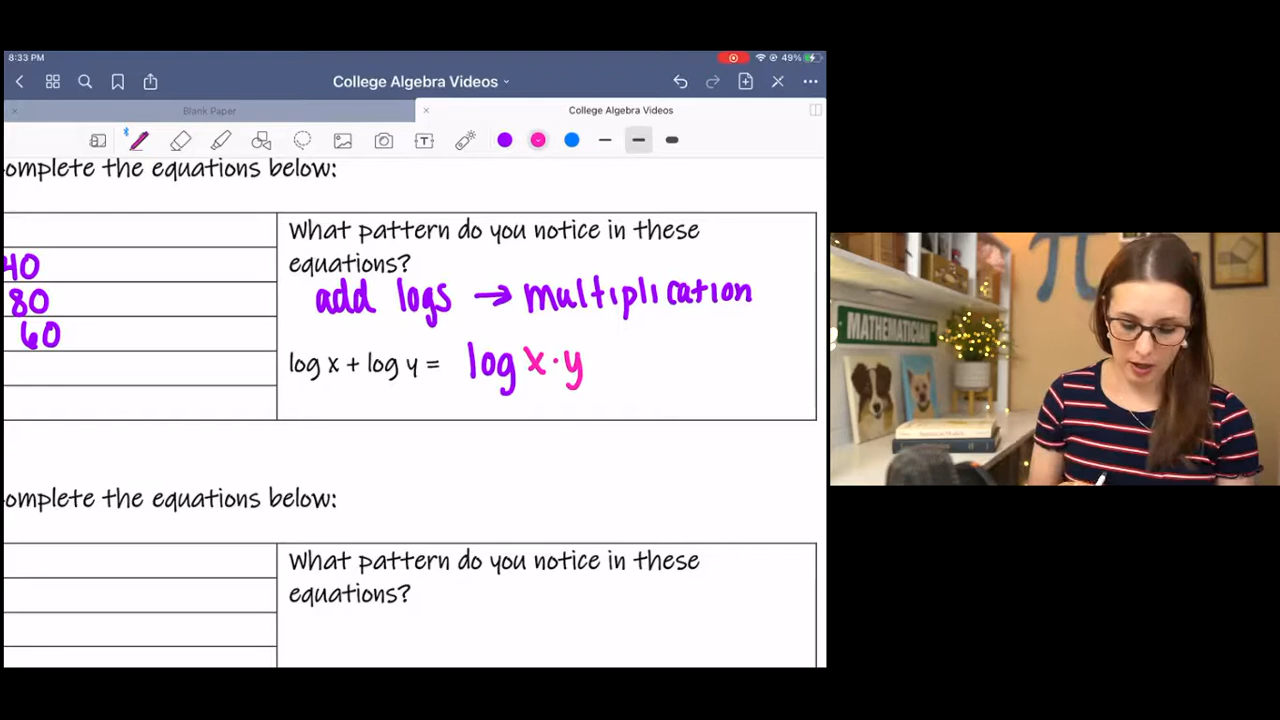 8:33 PM
49%
College Algebra Videos
Blank Paper
College Algebra Videos
omplete the equations below:
What pattern do you notice in these
equations?
40
80
60
add logs → multiplication
log x + log y = log x · y
omplete the equations below:
What pattern do you notice in these
equations?
MATHEMATICIAN